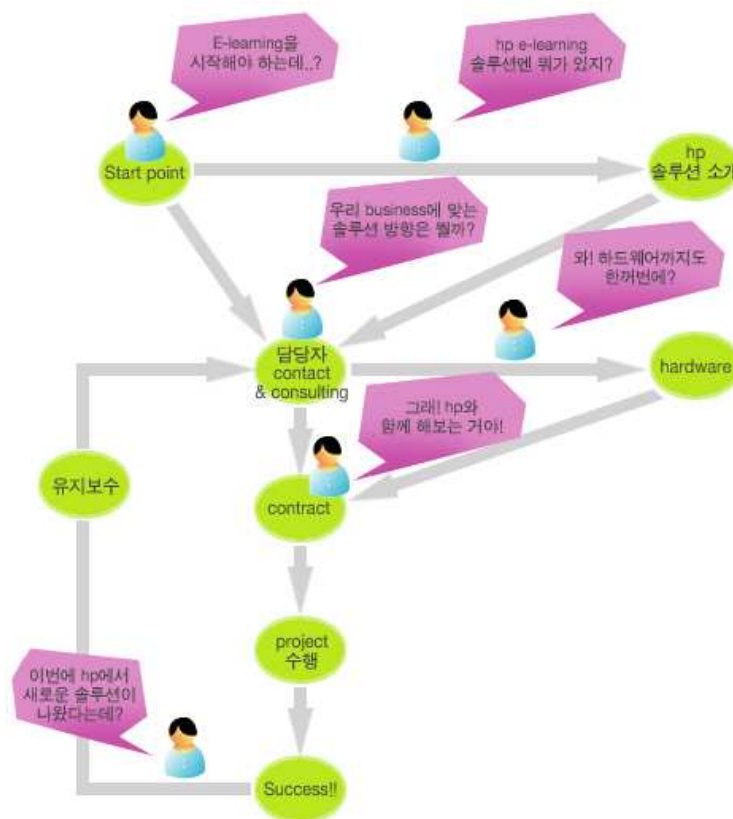 E-learning을
시작해야 하는데..?
hp e-learning
솔루션엔 뭐가 있지?
Start point
hp
솔루션 소개
우리 business에 맞는
솔루션 방향은 뭘까?
와! 하드웨어까지도
한꺼번에?
담당자
contact
& consulting
hardware
그래! hp와
함께 해보는 거야!
유지보수
contract
project
수행
이번에 hp에서
새로운 솔루션이
나왔다는데?
Success!!